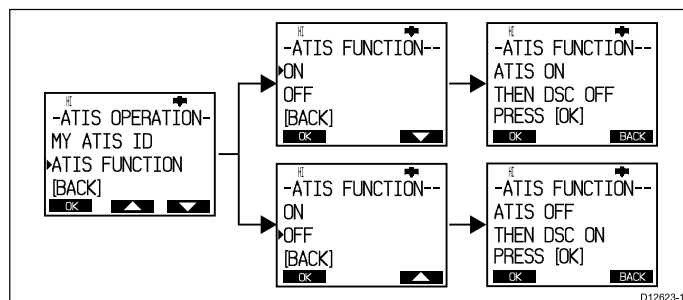 HI
-ATIS OPERATION-
MY ATIS ID
ATIS FUNCTION
[BACK]
OK
HI
-ATIS FUNCTION--
ON
OFF
[BACK]
OK
HI
-ATIS FUNCTION--
ATIS ON
THEN DSC OFF
PRESS [OK]
OK BACK
HI
-ATIS FUNCTION--
ON
OFF
[BACK]
OK
HI
-ATIS FUNCTION--
ATIS OFF
THEN DSC ON
PRESS [OK]
OK BACK
D12623-1